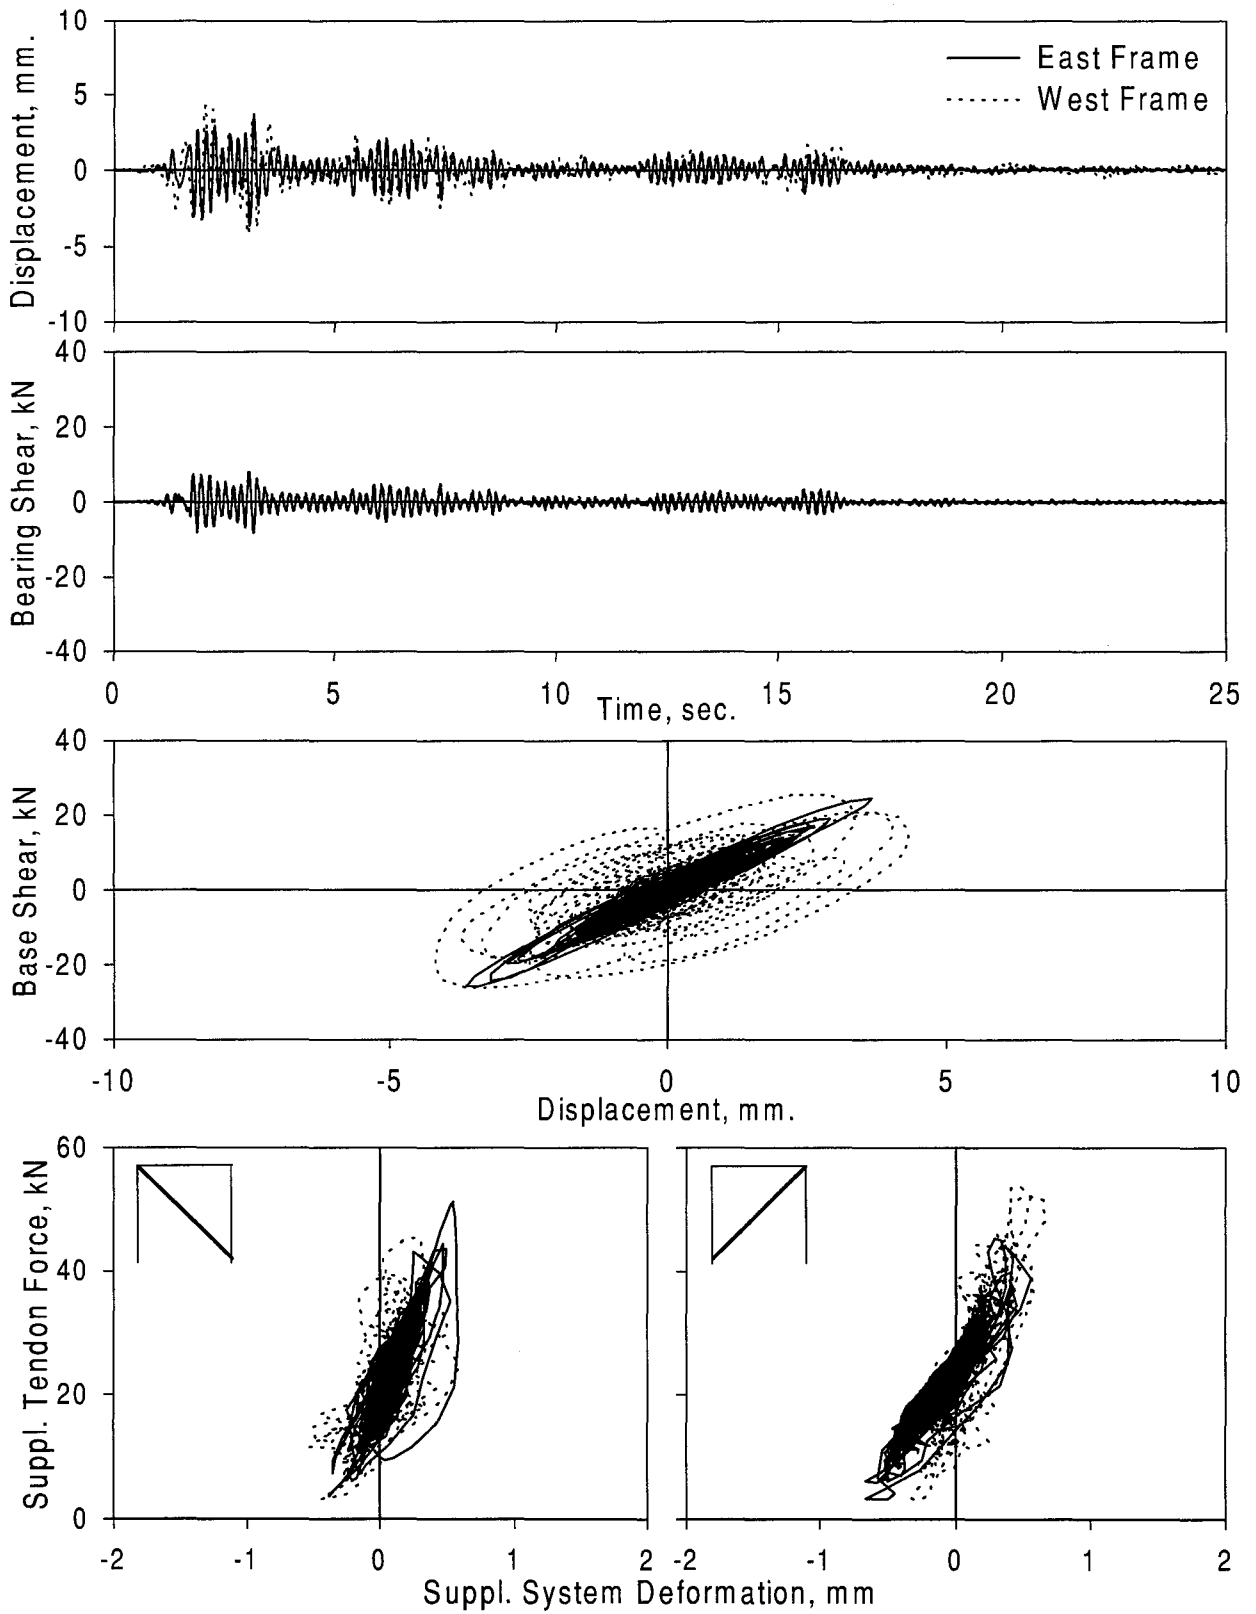 Displacement, mm.
10
5
0
-5
-10
East Frame
West Frame
Bearing Shear, kN
40
20
0
-20
-40
0 5 10 15 20 25
Time, sec.
Base Shear, kN
40
20
0
-20
-40
-10 -5 0 5 10
Displacement, mm.
Suppl. Tendon Force, kN
60
40
20
0
-2 -1 0 1 2 -2 -1 0 1 2
Suppl. System Deformation, mm